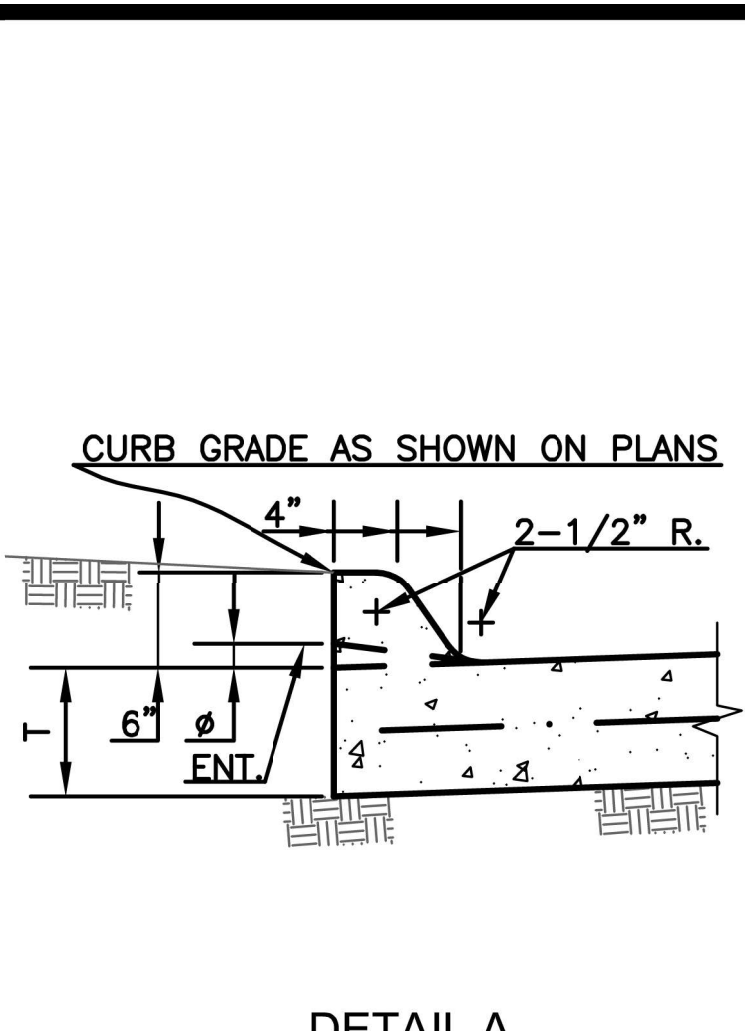 CURB GRADE AS SHOWN ON PLANS
4”
2-1/2” R.
T
6”
ø
ENT.
DETAIL A